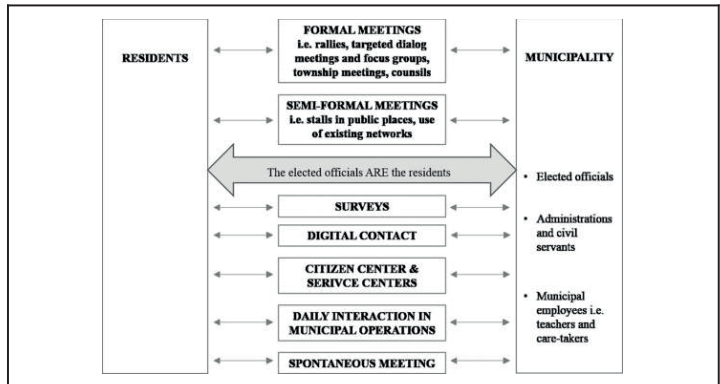 RESIDENTS
FORMAL MEETINGS
i.e. rallies, targeted dialog
meetings and focus groups,
township meetings, counsils
SEMI-FORMAL MEETINGS
i.e. stalls in public places, use
of existing networks
The elected officials ARE the residents
SURVEYS
DIGITAL CONTACT
CITIZEN CENTER &
SERIVCE CENTERS
DAILY INTERACTION IN
MUNICIPAL OPERATIONS
SPONTANEOUS MEETING
MUNICIPALITY
• Elected officials
• Administrations
and civil
servants
• Municipal
employees i.e.
teachers and
care-takers